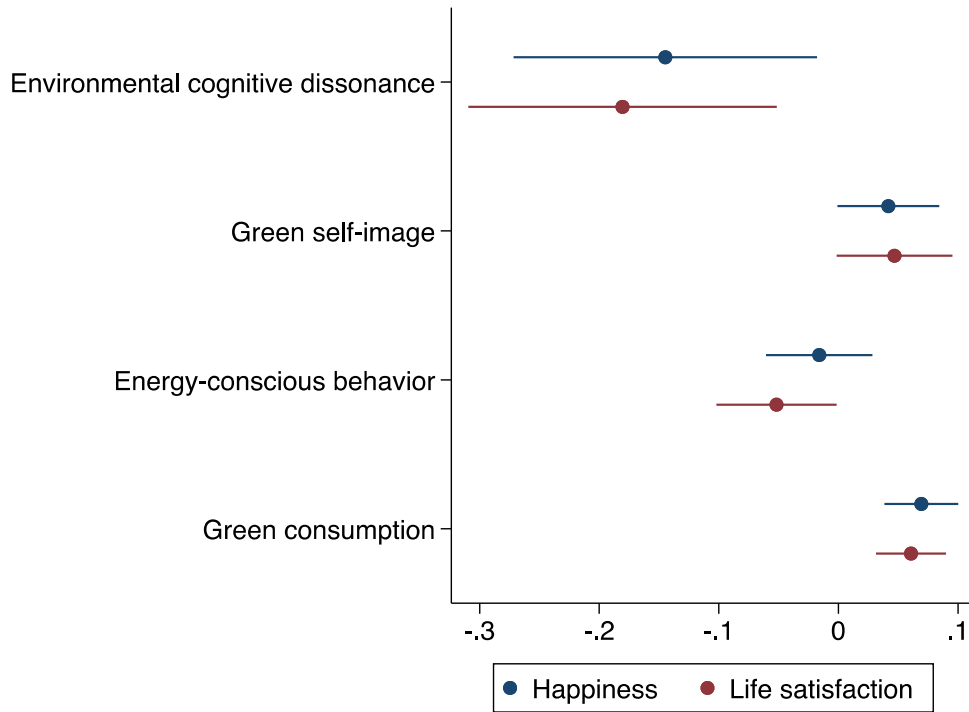 Environmental cognitive dissonance
Green self-image
Energy-conscious behavior
Green consumption
-.3 -.2 -.1 0 .1
Happiness Life satisfaction